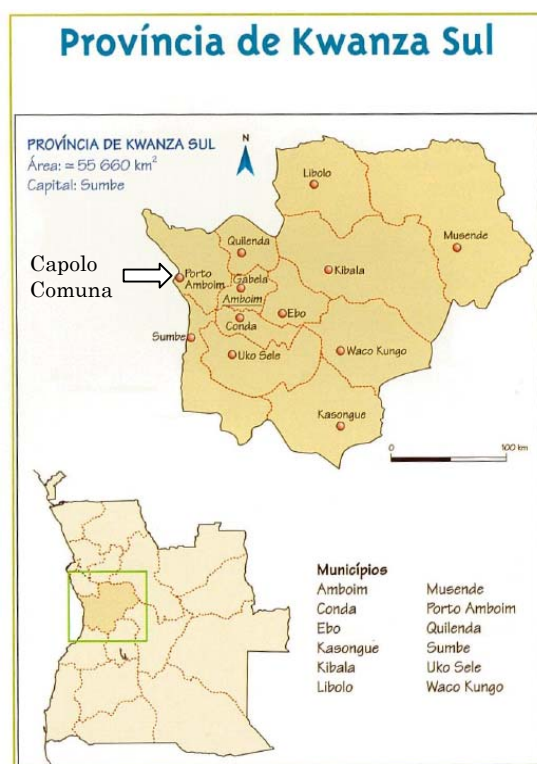 Província de Kwanza Sul
PROVÍNCIA DE KWANZA SUL
Área: ≃ 55 660 km²
Capital: Sumbe
N
Libolo
Musende
Quilenda
Kibala
Capolo
Comuna
Porto
Amboim
Gabela
Amboim
Ebo
Conda
Sumbe
Uko Sele
Waco Kungo
Kasongue
0 100 km
Municípios
Amboim Musende
Conda Porto Amboim
Ebo Quilenda
Kasongue Sumbe
Kibala Uko Sele
Libolo Waco Kungo